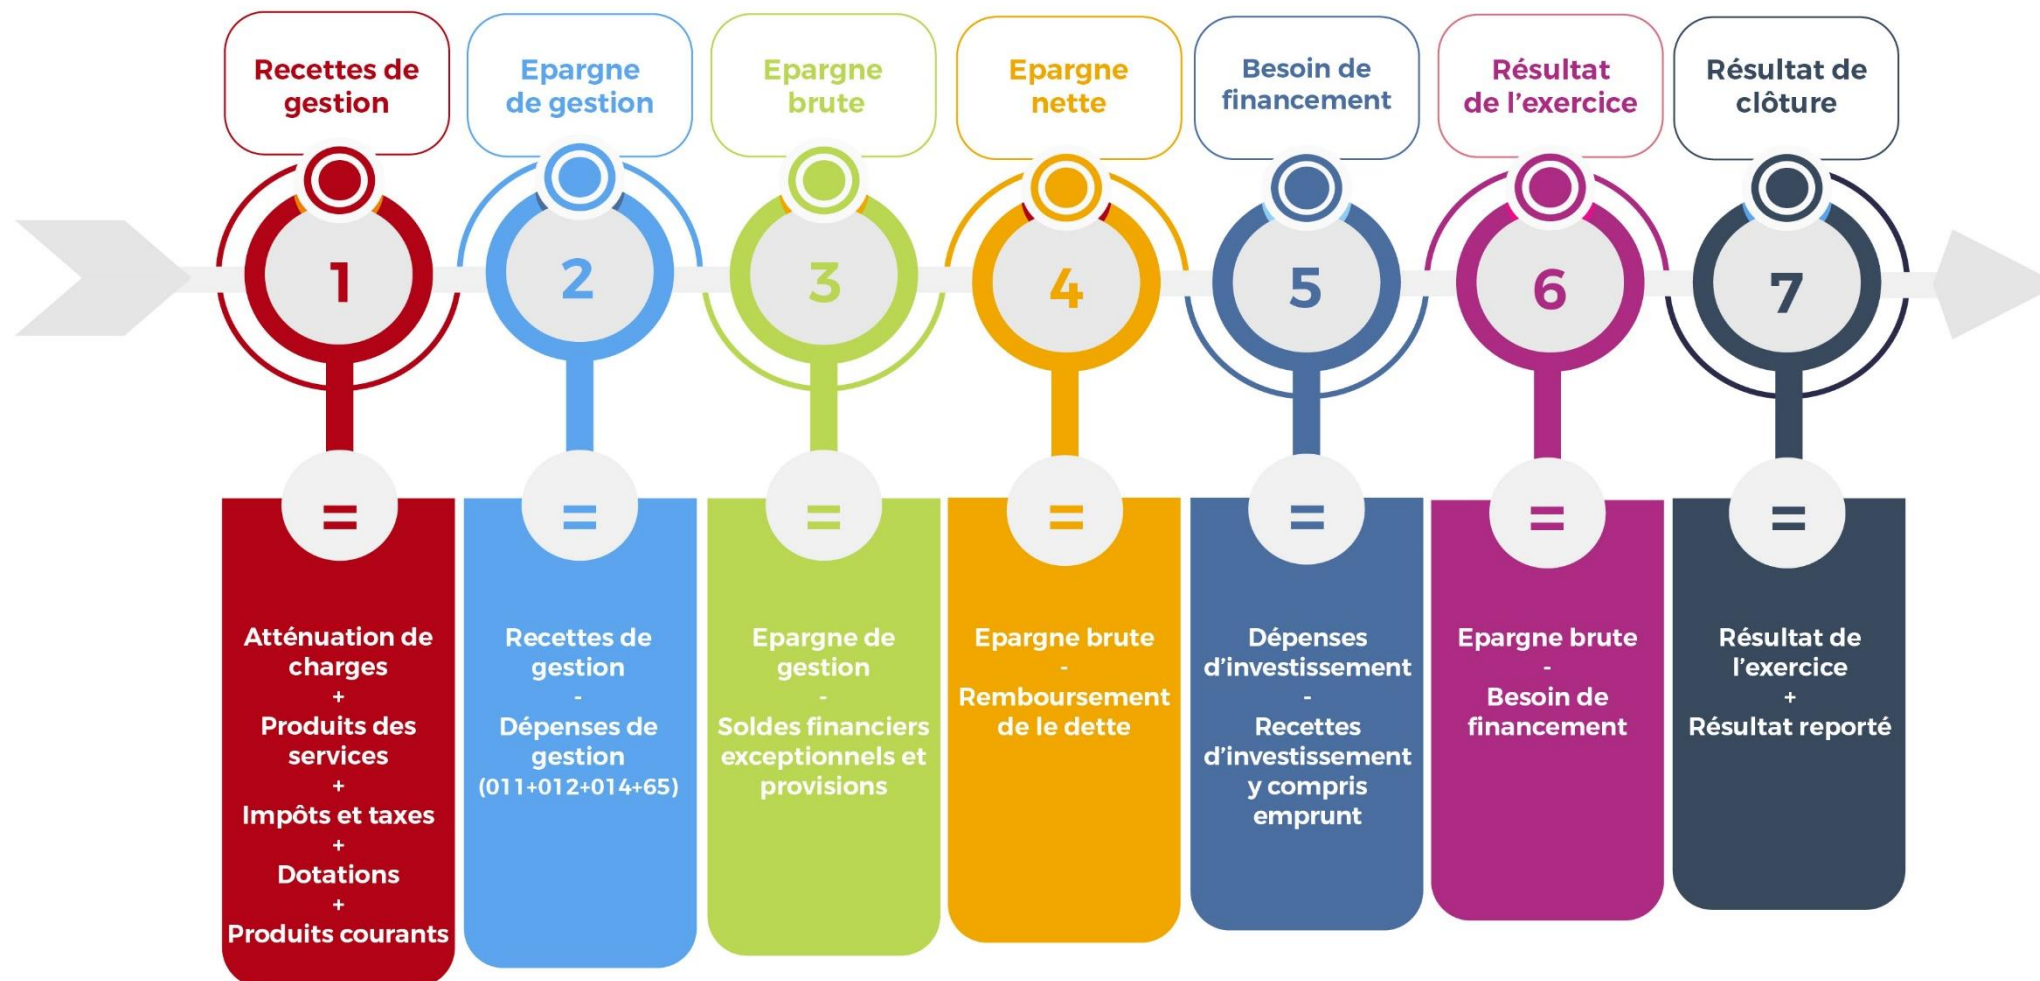 Recettes de
gestion
Epargne
de gestion
Epargne
brute
Epargne
nette
Besoin de
financement
Résultat
de l'exercice
Résultat de
clôture
1
2
3
4
5
6
7
=
=
=
=
=
=
=
Atténuation de
charges
+
Produits des
services
+
Impôts et taxes
+
Dotations
+
Produits courants
Recettes de
gestion
-
Dépenses de
gestion
(011+012+014+65)
Epargne de
gestion
-
Soldes financiers
exceptionnels et
provisions
Epargne brute
-
Remboursement
de le dette
Dépenses
d'investissement
-
Recettes
d'investissement
y compris
emprunt
Epargne brute
-
Besoin de
financement
Résultat de
l'exercice
+
Résultat reporté